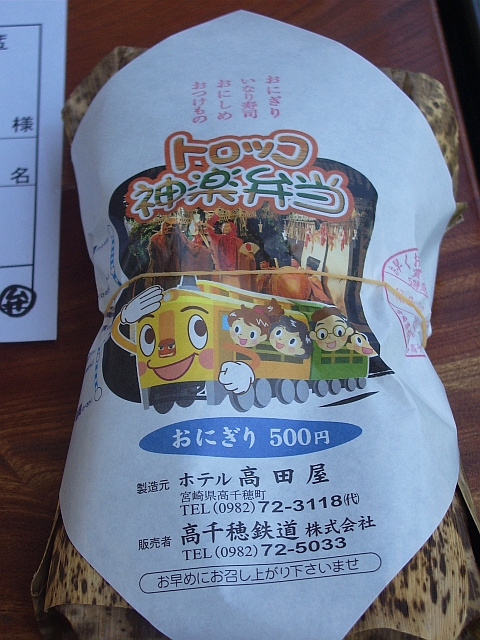 おにぎり
いなり寿司
おにしめ
おつけもの
トロッコ
神楽弁当
おにぎり 500円
製造元 ホテル 高田屋
宮崎県高千穂町
TEL(0982)72-3118(代)
販売者 高千穂鉄道 株式会社
TEL(0982)72-5033
お早めにお召し上がり下さいませ
様
名